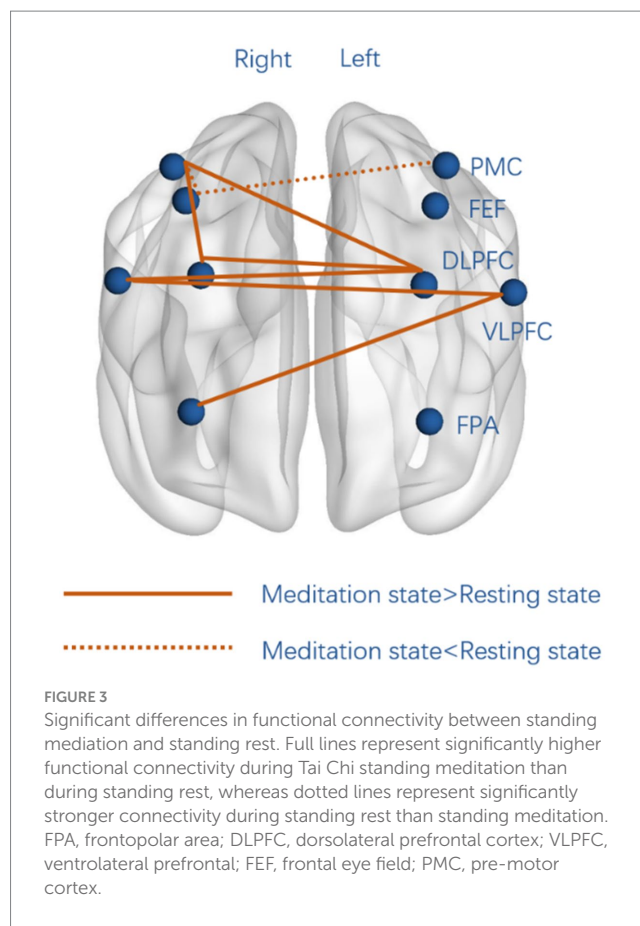 Right Left
PMC
FEF
DLPFC
VLPFC
FPA
Meditation state>Resting state
Meditation state<Resting state
FIGURE 3
Significant differences in functional connectivity between standing
mediation and standing rest. Full lines represent significantly higher
functional connectivity during Tai Chi standing meditation than
during standing rest, whereas dotted lines represent significantly
stronger connectivity during standing rest than standing meditation.
FPA, frontopolar area; DLPFC, dorsolateral prefrontal cortex; VLPFC,
ventrolateral prefrontal; FEF, frontal eye field; PMC, pre-motor
cortex.